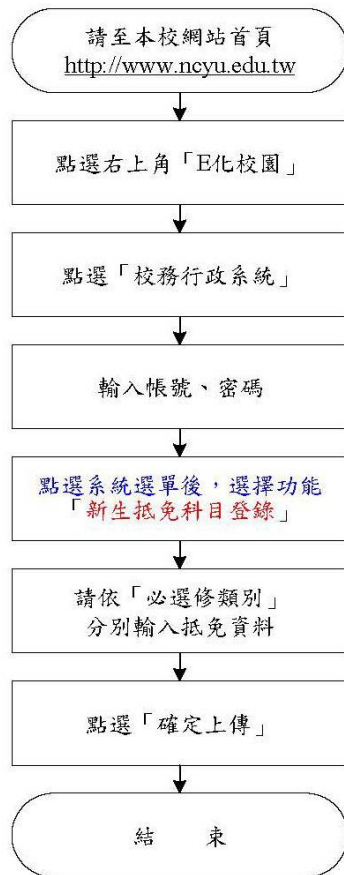 請至本校網站首頁
http://www.ncyu.edu.tw
點選右上角「E化校園」
點選「校務行政系統」
輸入帳號、密碼
點選系統選單後，選擇功能
「新生抵免科目登錄」
請依「必選修類別」
分別輸入抵免資料
點選「確定上傳」
結 束